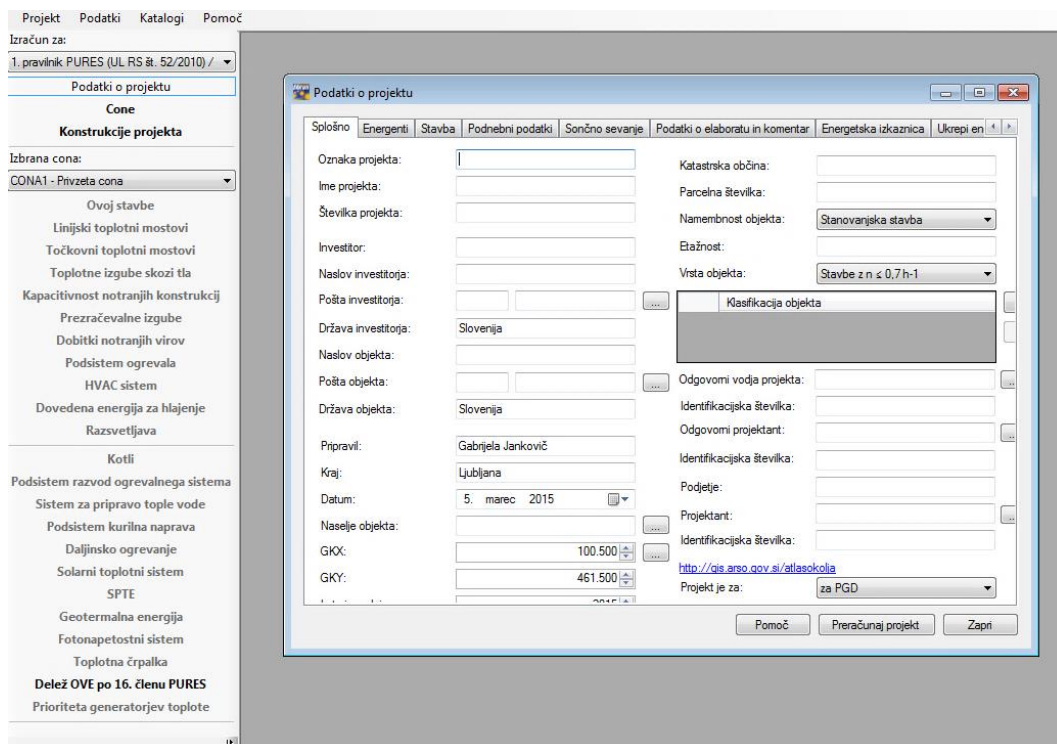 Projekt Podatki Katalogi Pomoč
Izračun za:
1. pravilnik PURES (UL RS št. 52/2010) /
Podatki o projektu
Cone
Konstrukcije projekta
Izbrana cona:
CONA1 - Privzeta cona
Ovoj stavbe
Linijski toplotni mostovi
Točkovni toplotni mostovi
Toplotne izgube skozi tla
Kapacitivnost notranjih konstrukcij
Prezračevalne izgube
Dobitki notranjih virov
Podsistem ogrevala
HVAC sistem
Dovedena energija za hlajenje
Razsvetljava
Kotli
Podsistem razvod ogrevalnega sistema
Sistem za pripravo tople vode
Podsistem kurilna naprava
Daljinsko ogrevanje
Solarni toplotni sistem
SPTE
Geotermalna energija
Fotonapetostni sistem
Toplotna črpalka
Delež OVE po 16. členu PURES
Prioriteta generatorjev toplote
Podatki o projektu
Splošno Energenti Stavba Podnebni podatki Sončno sevanje Podatki o elaboratu in komentar Energetska izkaznica Ukrepi en
Oznaka projekta:
Ime projekta:
Številka projekta:
Investitor:
Naslov investitorja:
Pošta investitorja: ...
Država investitorja: Slovenija
Naslov objekta:
Pošta objekta: ...
Država objekta: Slovenija
Pripravil: Gabrijela Jankovič
Kraj: Ljubljana
Datum: 5. marec 2015
Naselje objekta: ...
GKX: 100.500 ...
GKY: 461.500
Katastrska občina:
Parcelna številka:
Namembnost objekta: Stanovanjska stavba
Etažnost:
Vrsta objekta: Stavbe z n ≤ 0,7 h-1
Klasifikacija objekta
Odgovorni vodja projekta:
Identifikacijska številka:
Odgovorni projektant:
Identifikacijska številka:
Podjetje:
Projektant:
Identifikacijska številka:
http://gis.arso.gov.si/atlasokolja
Projekt je za: za PGD
Pomoč Preračunaj projekt Zapri